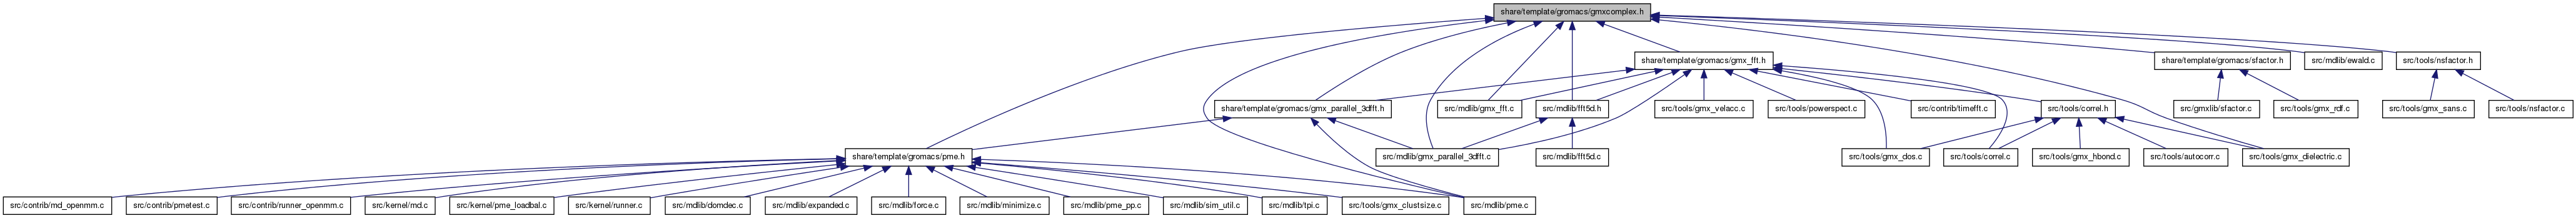 share/template/gromacs/gmxcomplex.h
share/template/gromacs/gmx_fft.h
share/template/gromacs/sfactor.h
src/mdlib/ewald.c
src/tools/nsfactor.h
share/template/gromacs/gmx_parallel_3dfft.h
src/mdlib/gmx_fft.c
src/mdlib/fft5d.h
src/tools/gmx_velacc.c
src/tools/powerspect.c
src/contrib/timefft.c
src/tools/correl.h
src/gmxlib/sfactor.c
src/tools/gmx_rdf.c
src/tools/gmx_sans.c
src/tools/nsfactor.c
share/template/gromacs/pme.h
src/mdlib/gmx_parallel_3dfft.c
src/mdlib/fft5d.c
src/tools/gmx_dos.c
src/tools/correl.c
src/tools/gmx_hbond.c
src/tools/autocorr.c
src/tools/gmx_dielectric.c
src/contrib/md_openmm.c
src/contrib/pmetest.c
src/contrib/runner_openmm.c
src/kernel/md.c
src/kernel/pme_loadbal.c
src/kernel/runner.c
src/mdlib/domdec.c
src/mdlib/expanded.c
src/mdlib/force.c
src/mdlib/minimize.c
src/mdlib/pme_pp.c
src/mdlib/sim_util.c
src/mdlib/tpi.c
src/tools/gmx_clustsize.c
src/mdlib/pme.c